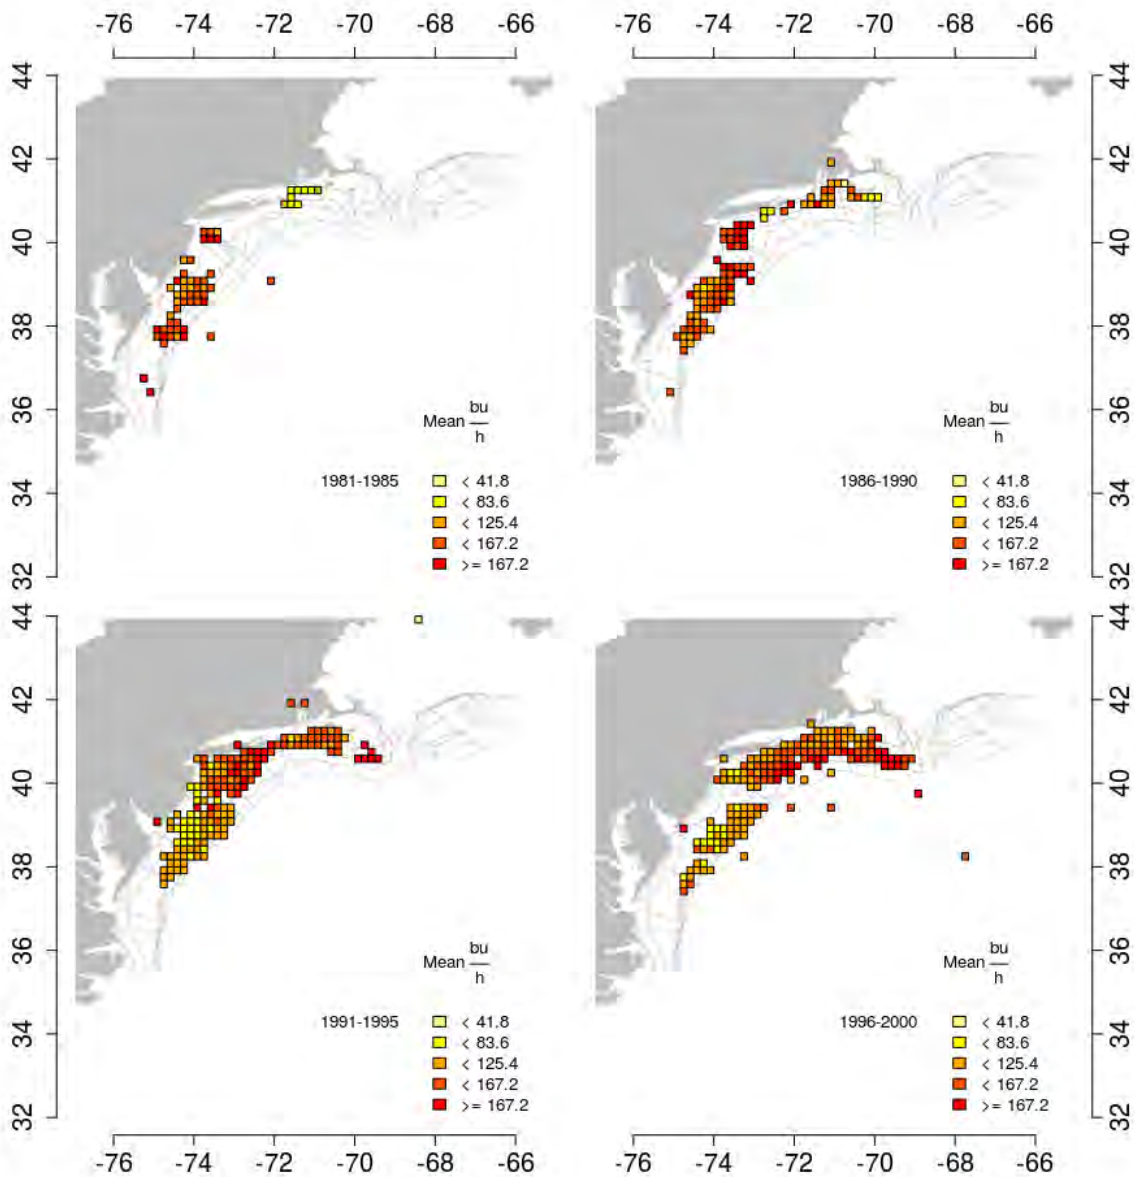 -76 -74 -72 -70 -68 -66 -76 -74 -72 -70 -68 -66
44 44
42 42
40 40
38 38
36 36
34 34
32 32
Mean bu/h Mean bu/h
1981-1985 < 41.8 1986-1990 < 41.8
< 83.6 < 83.6
< 125.4 < 125.4
< 167.2 < 167.2
>= 167.2 >= 167.2
44 44
42 42
40 40
38 38
36 36
34 34
32 32
Mean bu/h Mean bu/h
1991-1995 < 41.8 1996-2000 < 41.8
< 83.6 < 83.6
< 125.4 < 125.4
< 167.2 < 167.2
>= 167.2 >= 167.2
-76 -74 -72 -70 -68 -66 -76 -74 -72 -70 -68 -66